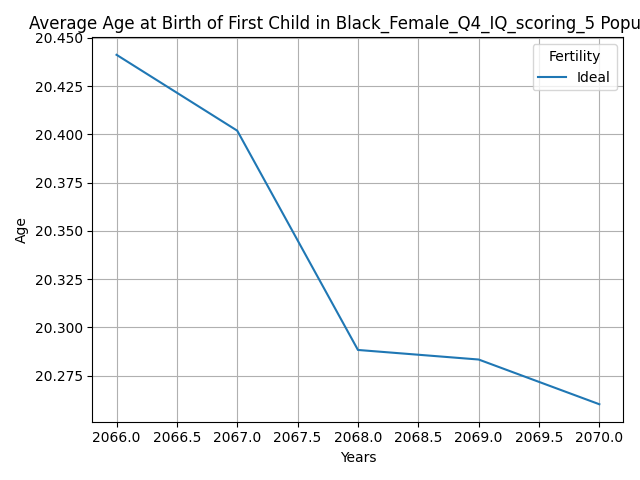 Average Age at Birth of First Child in Black_Female_Q4_IQ_scoring_5 Popu
20.450
20.425
20.400
20.375
20.350
20.325
20.300
20.275
Age
Fertility
Ideal
2066.0 2066.5 2067.0 2067.5 2068.0 2068.5 2069.0 2069.5 2070.0
Years